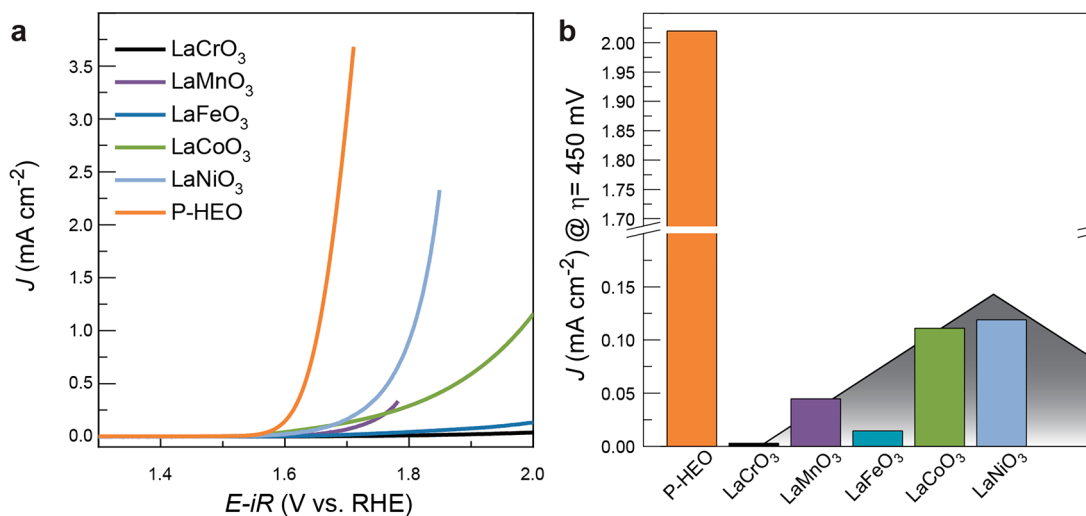 a
LaCrO3
LaMnO3
LaFeO3
LaCoO3
LaNiO3
P-HEO
3.5
3.0
2.5
2.0
1.5
1.0
0.5
0.0
J (mA cm-2)
1.4
1.6
1.8
2.0
E-iR (V vs. RHE)
b
2.00
1.95
1.90
1.85
1.80
1.75
1.70
0.15
0.10
0.05
0.00
J (mA cm-2) @ η= 450 mV
P-HEO
LaCrO3
LaMnO3
LaFeO3
LaCoO3
LaNiO3